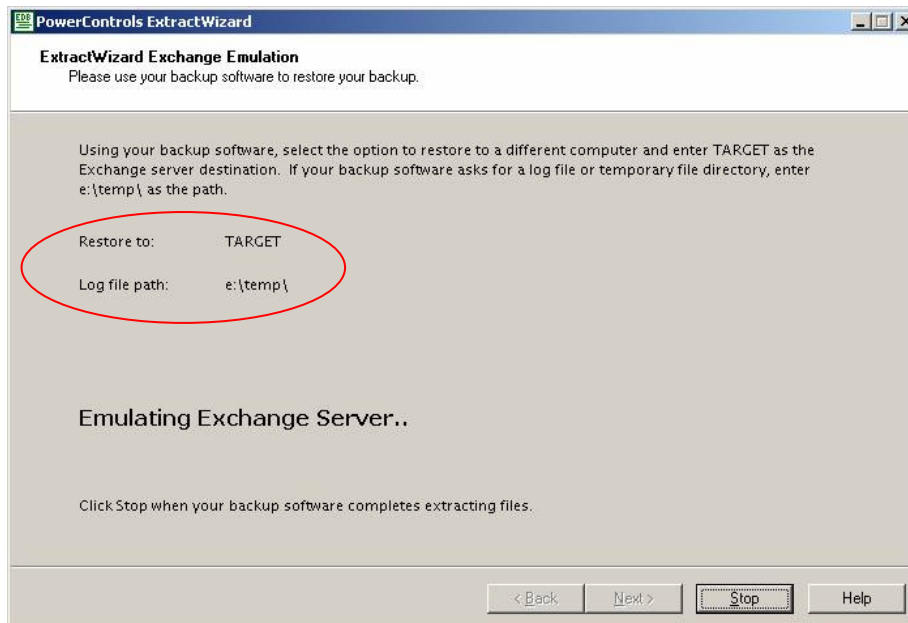 EDB PowerControls ExtractWizard
ExtractWizard Exchange Emulation
Please use your backup software to restore your backup.
Using your backup software, select the option to restore to a different computer and enter TARGET as the
Exchange server destination. If your backup software asks for a log file or temporary file directory, enter
e:\temp\ as the path.
Restore to: TARGET
Log file path: e:\temp\
Emulating Exchange Server..
Click Stop when your backup software completes extracting files.
< Back Next > Stop Help